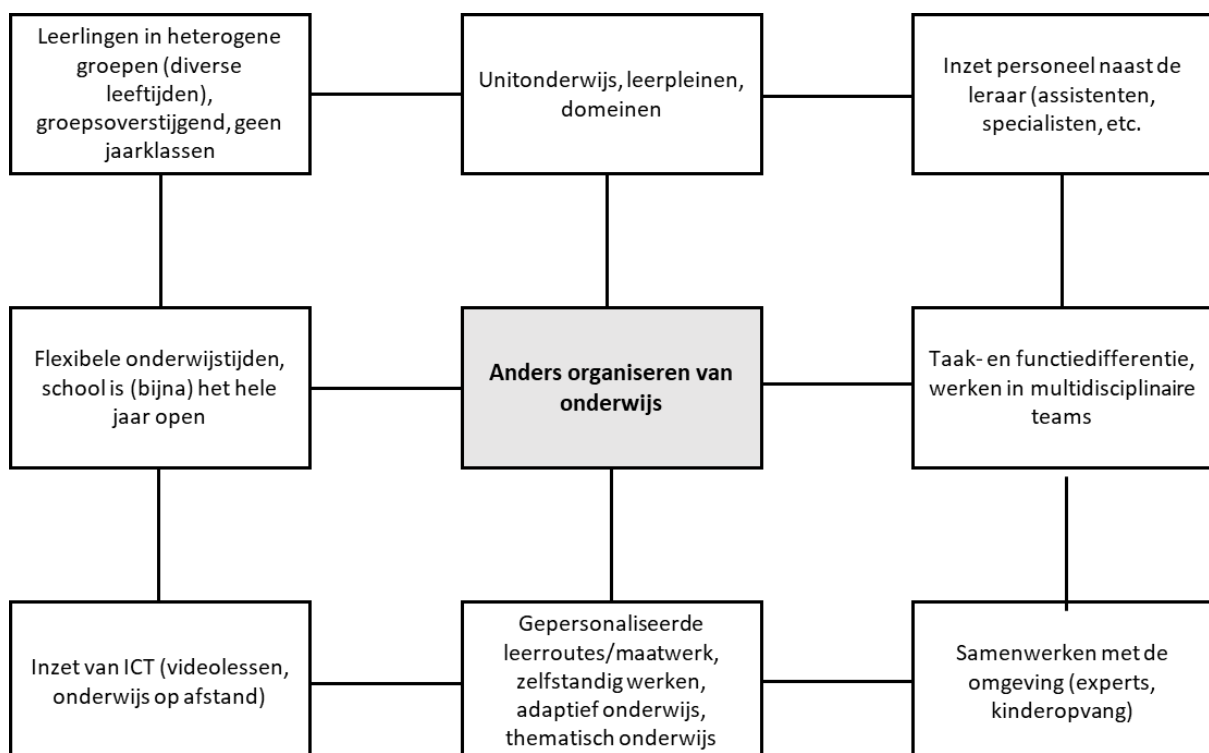 Leerlingen in heterogene
groepen (diverse
leeftijden),
groepsoverstijgend, geen
jaarklassen
Unitonderwijs, leerpleinen,
domeinen
Inzet personeel naast de
leraar (assistenten,
specialisten, etc.
Flexibele onderwijstijden,
school is (bijna) het hele
jaar open
Anders organiseren van
onderwijs
Taak- en functiedifferentie,
werken in multidisciplinaire
teams
Inzet van ICT (videolessen,
onderwijs op afstand)
Gepersonaliseerde
leerroutes/maatwerk,
zelfstandig werken,
adaptief onderwijs,
thematisch onderwijs
Samenwerken met de
omgeving (experts,
kinderopvang)